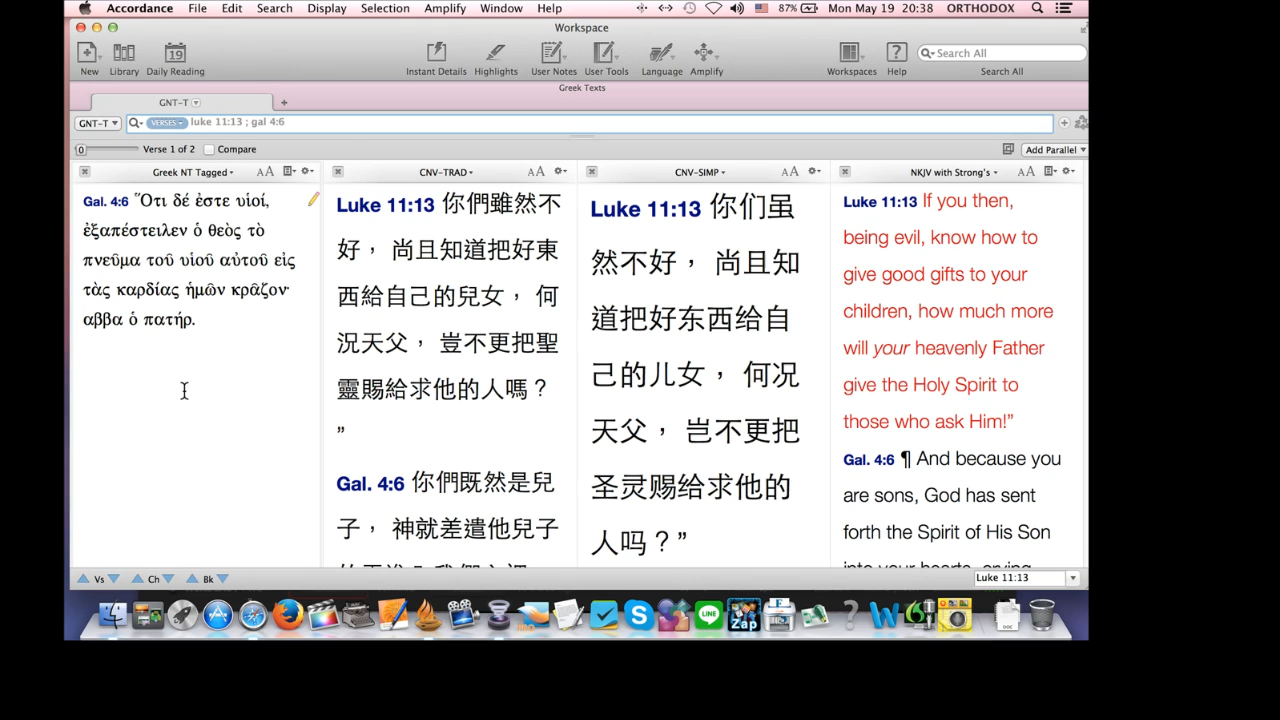 Accordance File Edit Search Display Selection Amplify Window Help 87% Mon May 19 20:38 ORTHODOX
Workspace
New Library Daily Reading Instant Details Highlights User Notes User Tools Language Amplify Workspaces Help Search All
Search All
19
Greek Texts
GNT-T
GNT-T VERSES luke 11:13 ; gal 4:6
0 Verse 1 of 2 Compare Add Parallel
Greek NT Tagged
Gal. 4:6 Ὅτι δέ ἐστε υἱοί,
ἐξαπέστειλεν ὁ θεὸς τὸ
πνεῦμα τοῦ υἱοῦ αὐτοῦ εἰς
τὰς καρδίας ἡμῶν κρᾶζον·
αββα ὁ πατήρ.
CNV-TRAD
Luke 11:13 你們雖然不
好， 尚且知道把好東
西給自己的兒女， 何
況天父， 豈不更把聖
靈賜給求他的人嗎？
”
Gal. 4:6 你們既然是兒
子， 神就差遣他兒子
CNV-SIMP
Luke 11:13 你们虽
然不好， 尚且知
道把好东西给自
己的儿女， 何况
天父， 岂不更把
圣灵赐给求他的
人吗？”
NKJV with Strong's
Luke 11:13 If you then,
being evil, know how to
give good gifts to your
children, how much more
will your heavenly Father
give the Holy Spirit to
those who ask Him!”
Gal. 4:6 ¶ And because you
are sons, God has sent
forth the Spirit of His Son
into your hearts, crying
Vs Ch Bk Luke 11:13
Zap
LINE
DOC